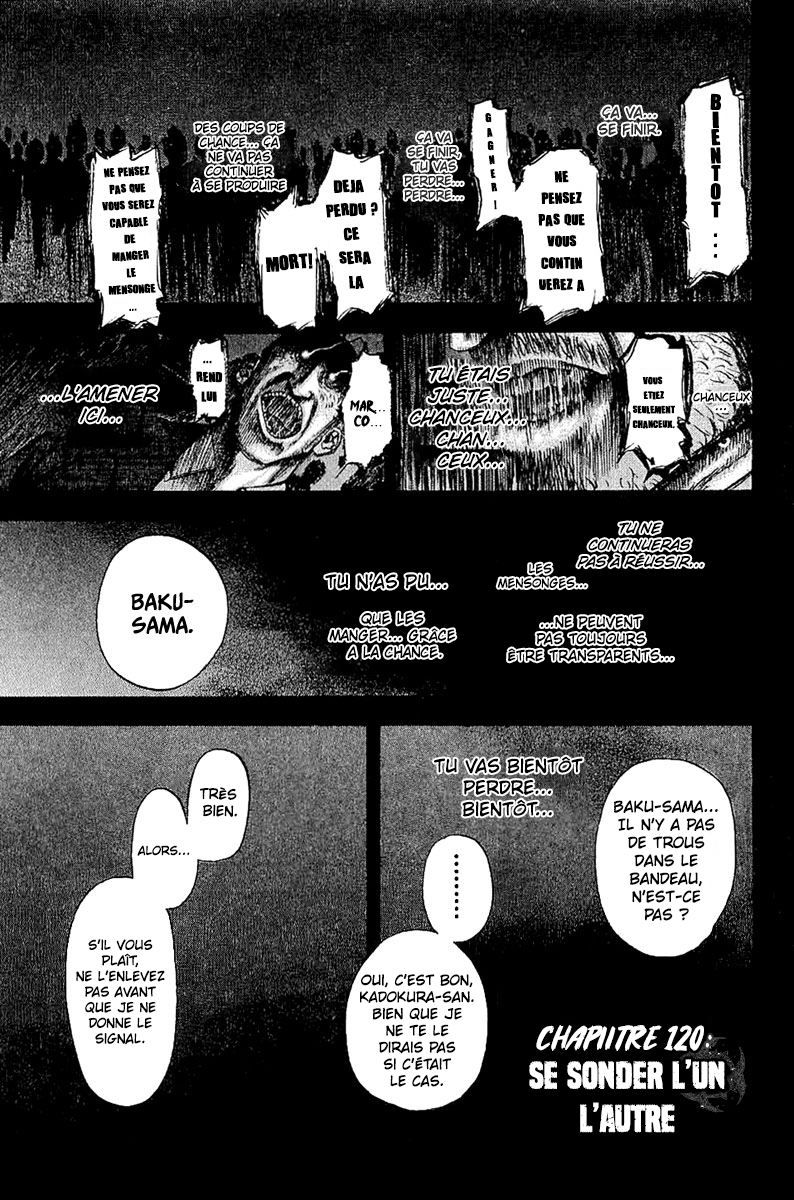 BIENTOT...
ÇA VA...
SE FINIR.
NE
PENSEZ
PAS QUE
VOUS
CONTIN
UEREZ A
GAGNER!
ÇA VA
SE FINIR,
TU VAS
PERDRE...
PERDRE...
DEJA
PERDU ?
CE
SERA
LA
MORT!
DES COUPS DE
CHANCE... ÇA
NE VA PAS
CONTINUER
À SE PRODUIRE
NE PENSEZ
PAS QUE
VOUS SEREZ
CAPABLE
DE
MANGER
LE
MENSONGE
...
CHANCEUX
...
VOUS
ETIEZ
SEULEMENT
CHANCEUX.
TU ÉTAIS
JUSTE...
CHANCEUX...
CHAN...
CEUX...
MAR...
CO...
...
REND
LUI
...L'AMENER
ICI...
TU NE
CONTINUERAS
PAS À RÉUSSIR...
LES
MENSONGES...
...NE PEUVENT
PAS TOUJOURS
ÊTRE TRANSPARENTS...
TU N'AS PU...
QUE LES
MANGER... GRÂCE
A LA CHANCE.
BAKU-
SAMA.
BAKU-SAMA...
IL N'Y A PAS
DE TROUS
DANS LE
BANDEAU,
N'EST-CE
PAS ?
TU VAS BIENTÔT
PERDRE...
BIENTÔT...
........
OUI, C'EST BON,
KADOKURA-SAN.
BIEN QUE JE
NE TE LE
DIRAIS PAS
SI C'ÉTAIT
LE CAS.
TRÈS
BIEN.
ALORS...
S'IL VOUS
PLAÎT,
NE L'ENLEVEZ
PAS AVANT
QUE JE NE
DONNE LE
SIGNAL.
CHAPIITRE 120:
SE SONDER L'UN
L'AUTRE